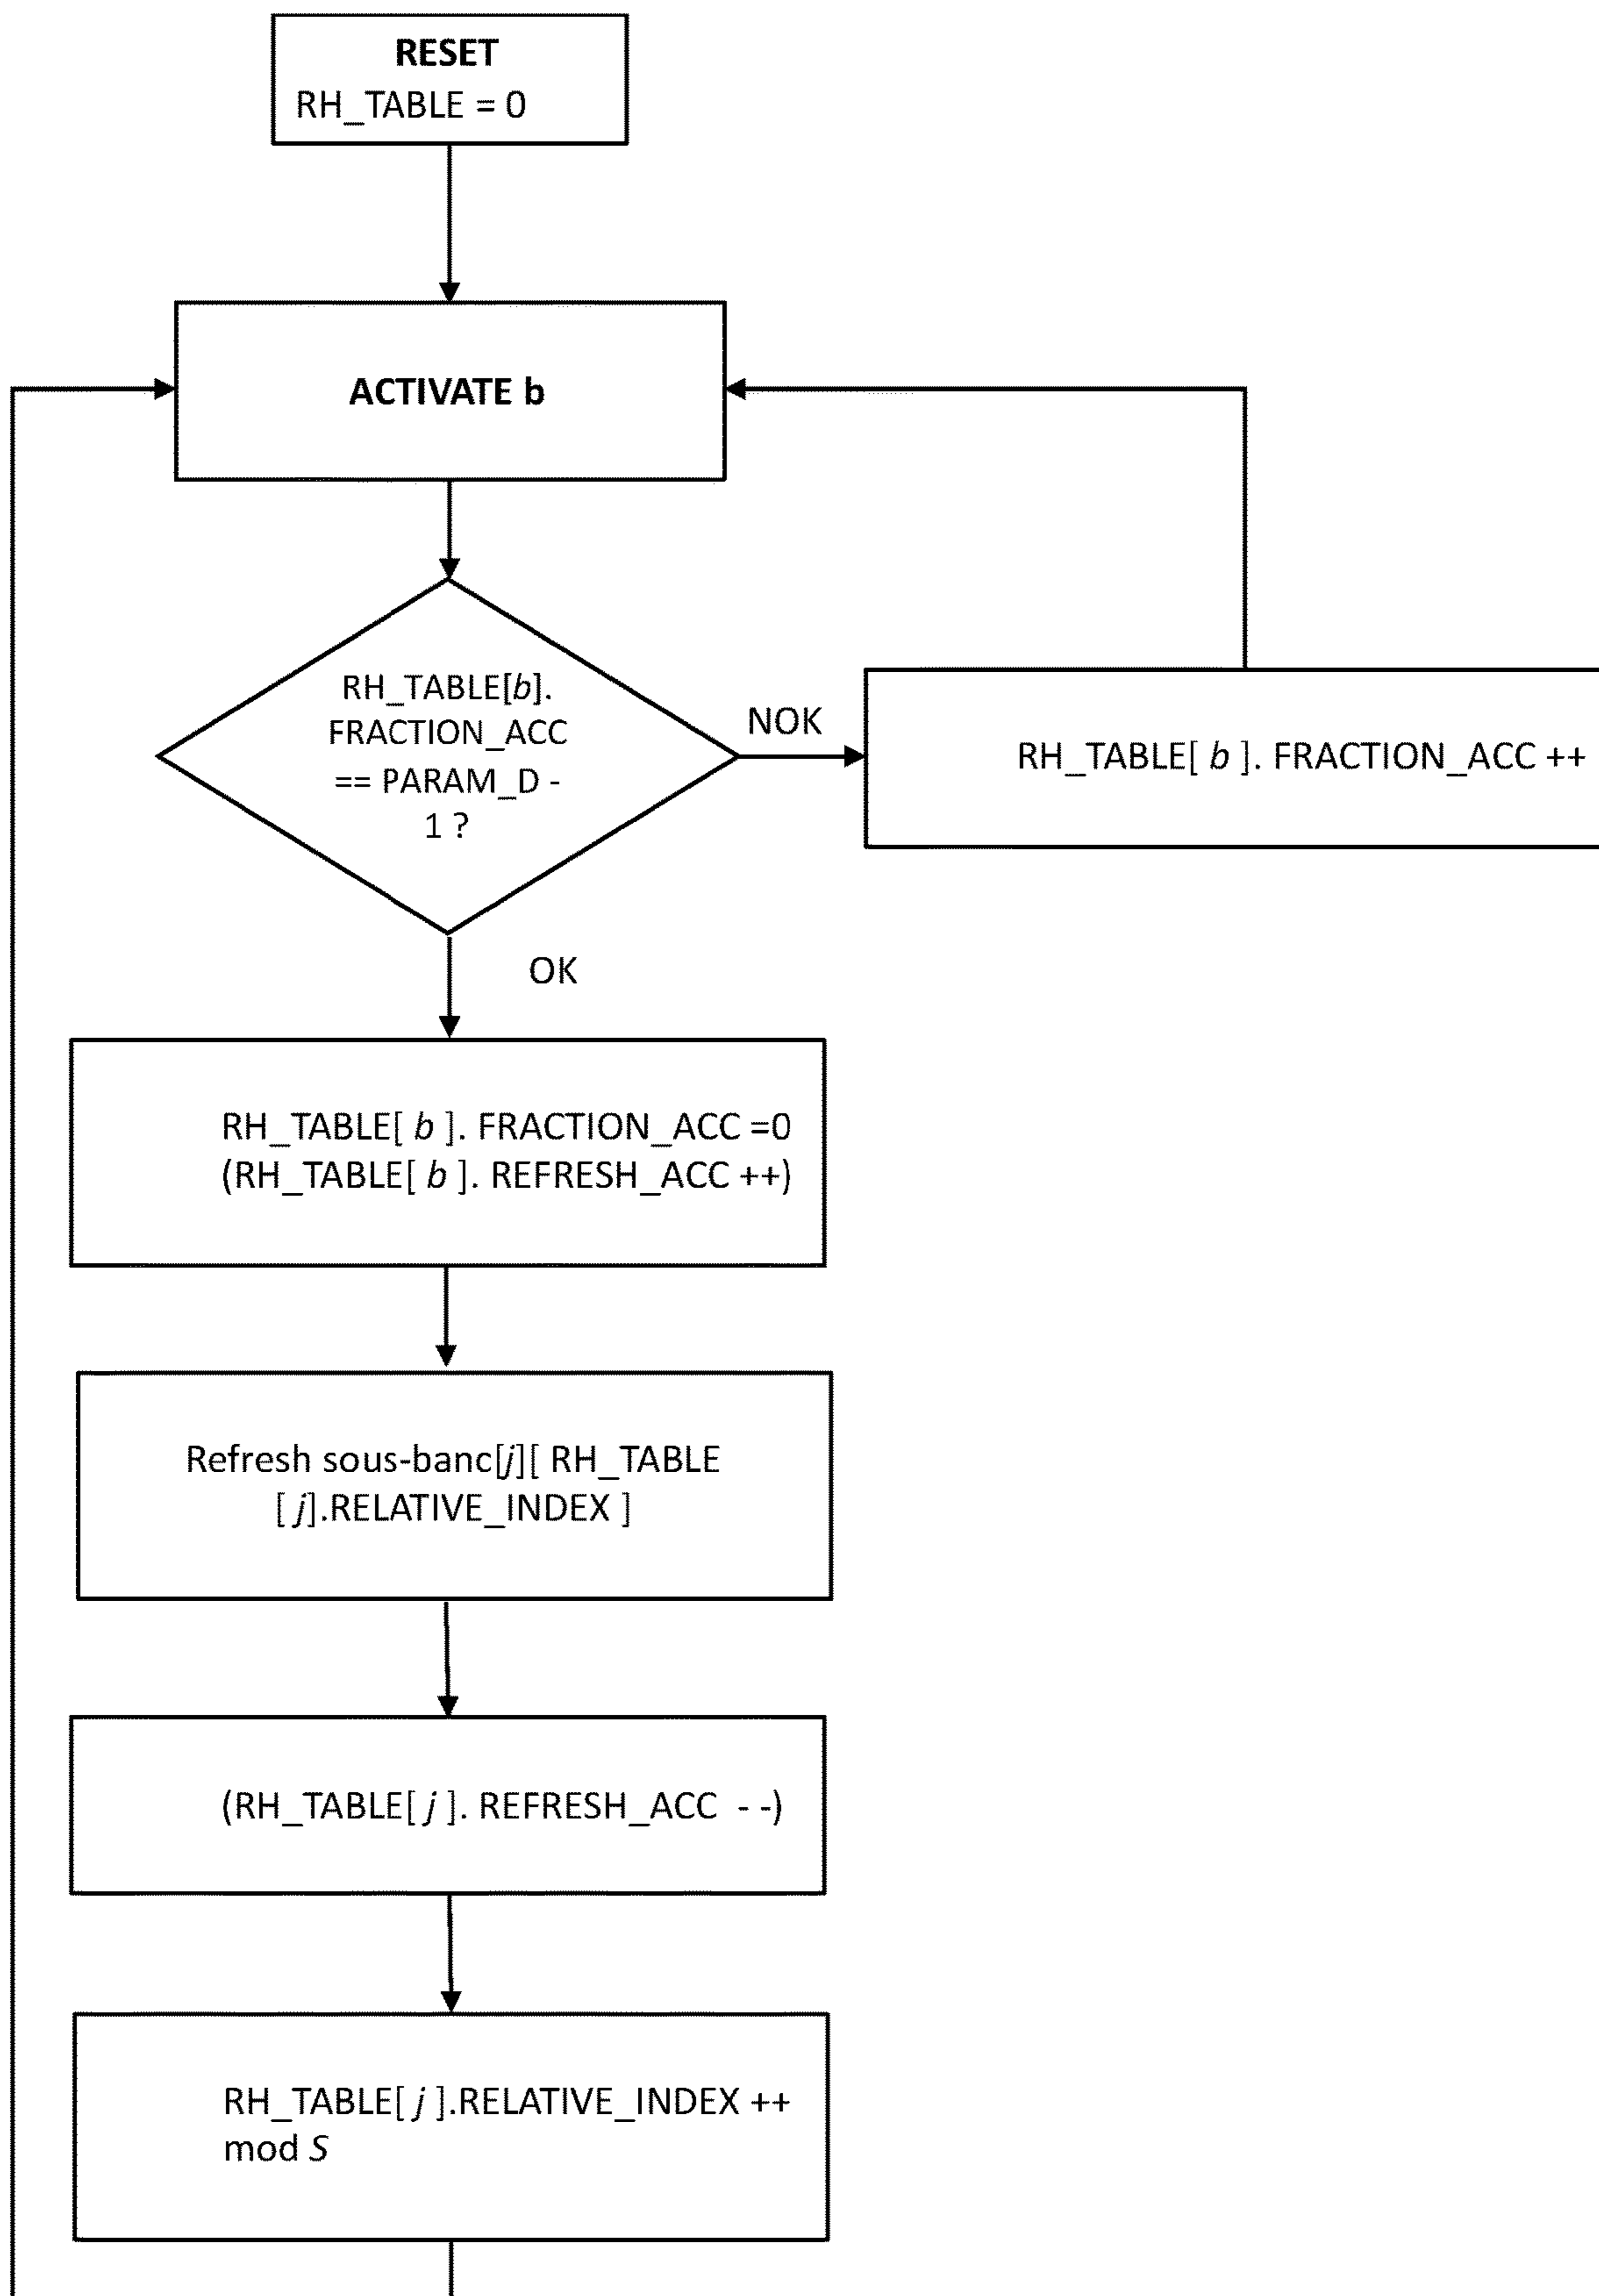 RESET
RH_TABLE = 0
ACTIVATE b
RH_TABLE[b].
FRACTION_ACC
== PARAM_D -
1 ?
NOK
RH_TABLE[ b ]. FRACTION_ACC ++
OK
RH_TABLE[ b ]. FRACTION_ACC =0
(RH_TABLE[ b ]. REFRESH_ACC ++)
Refresh sous-banc[j][ RH_TABLE
[ j].RELATIVE_INDEX ]
(RH_TABLE[ j ]. REFRESH_ACC - -)
RH_TABLE[ j ].RELATIVE_INDEX ++
mod S